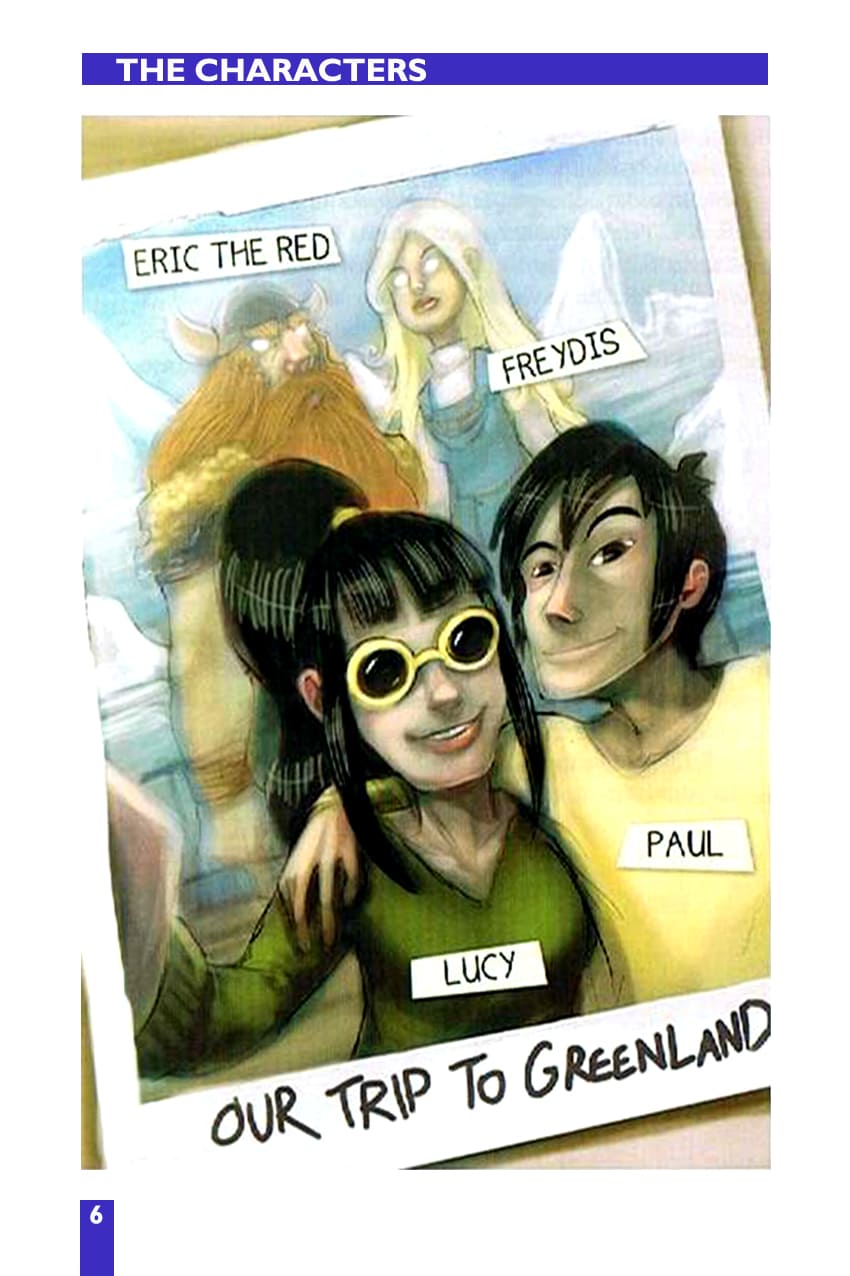 THE CHARACTERS
ERIC THE RED
FREYDIS
PAUL
LUCY
OUR TRIP TO GREENLAND
6